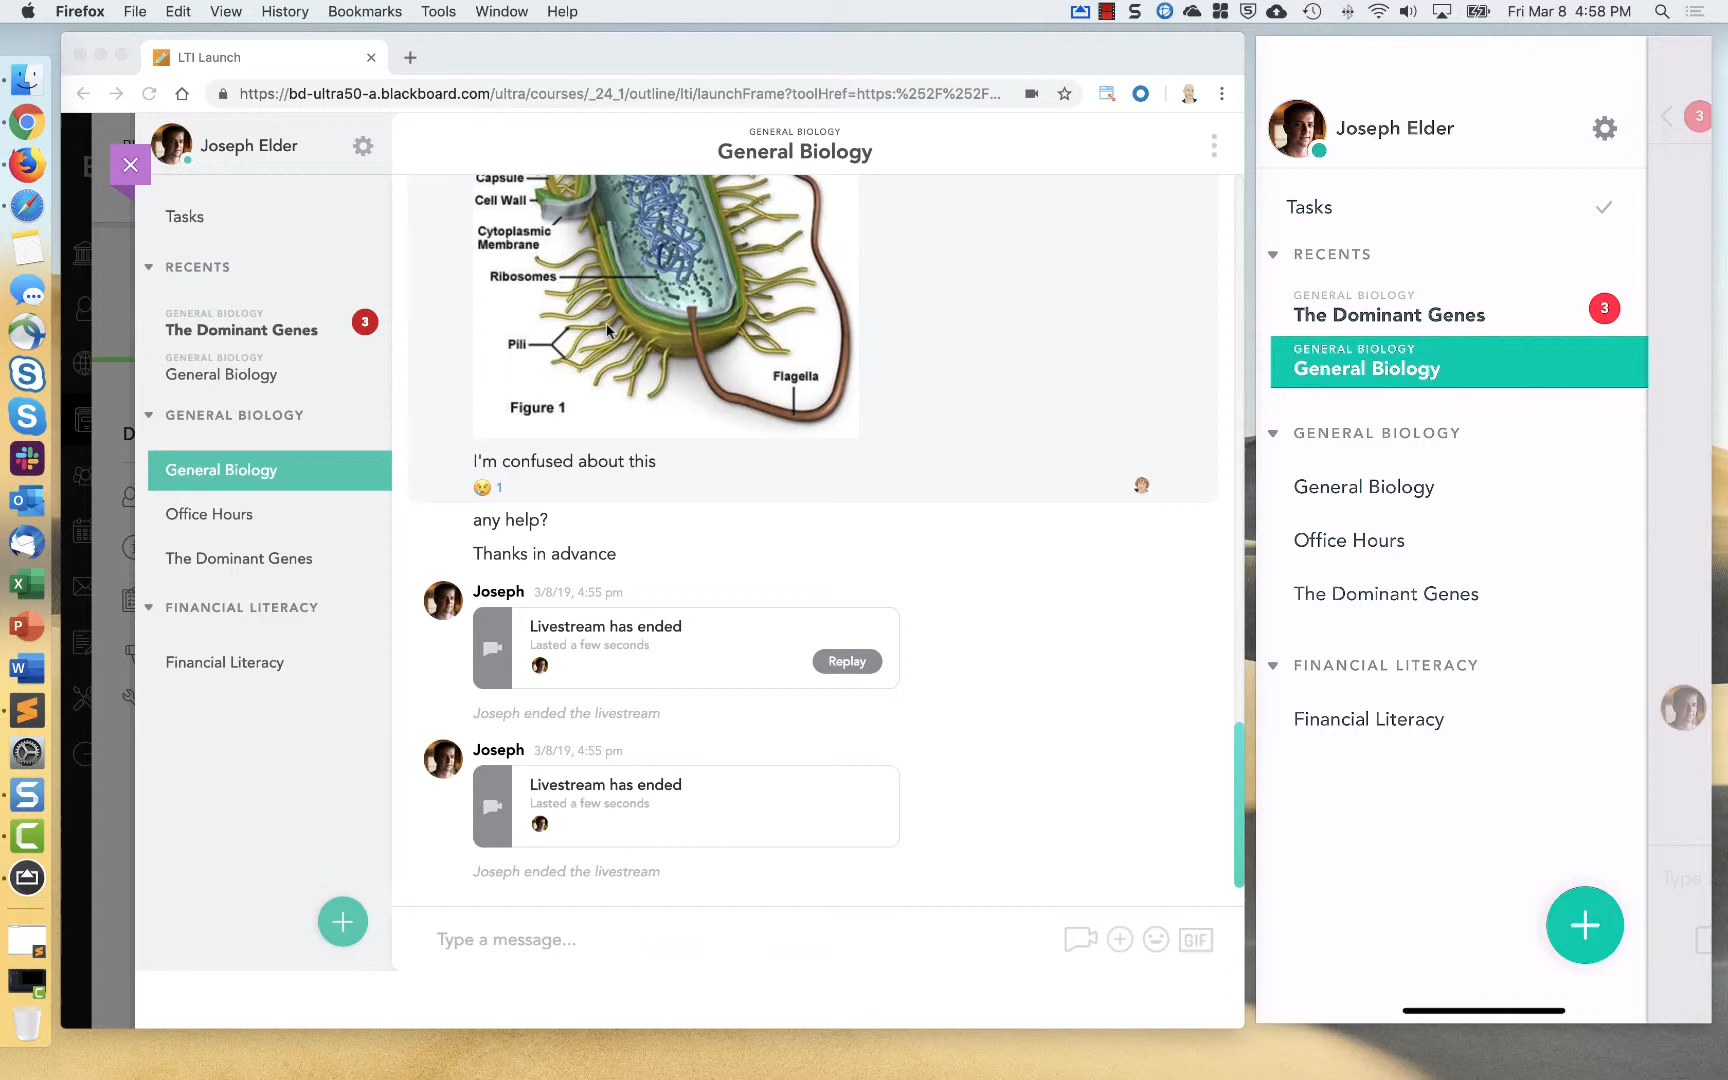 Firefox File Edit View History Bookmarks Tools Window Help
Fri Mar 8 4:58 PM
LTI Launch
https://bd-ultra50-a.blackboard.com/ultra/courses/_24_1/outline/lti/launchFrame?toolHref=https:%252F%252F...
Joseph Elder
Tasks
RECENTS
GENERAL BIOLOGY
The Dominant Genes
3
GENERAL BIOLOGY
General Biology
GENERAL BIOLOGY
General Biology
Office Hours
The Dominant Genes
FINANCIAL LITERACY
Financial Literacy
GENERAL BIOLOGY
General Biology
Capsule
Cell Wall
Cytoplasmic
Membrane
Ribosomes
Pili
Flagella
Figure 1
I'm confused about this
1
any help?
Thanks in advance
Joseph 3/8/19, 4:55 pm
Livestream has ended
Lasted a few seconds
Replay
Joseph ended the livestream
Joseph 3/8/19, 4:55 pm
Livestream has ended
Lasted a few seconds
Joseph ended the livestream
Type a message...
GIF
Joseph Elder
3
Tasks
RECENTS
GENERAL BIOLOGY
The Dominant Genes
3
GENERAL BIOLOGY
General Biology
GENERAL BIOLOGY
General Biology
Office Hours
The Dominant Genes
FINANCIAL LITERACY
Financial Literacy
Type